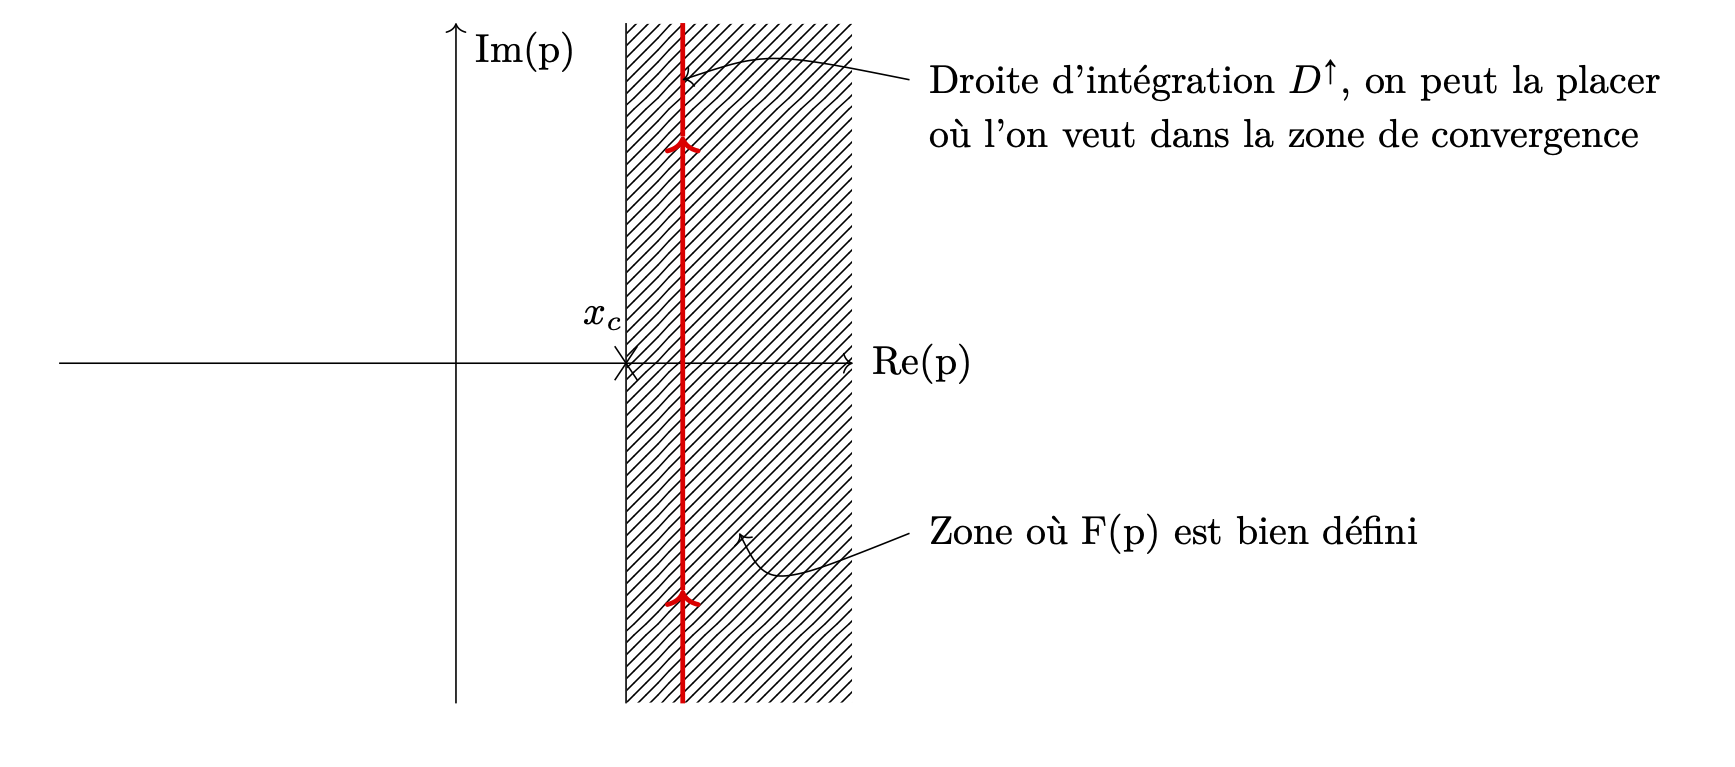 Im(p)
Droite d'intégration D↑, on peut la placer
où l'on veut dans la zone de convergence
x_c
Re(p)
Zone où F(p) est bien défini